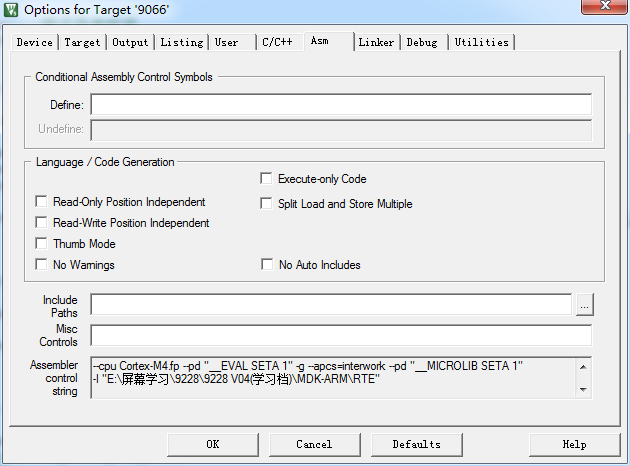 Options for Target '9066'
Device Target Output Listing User C/C++ Asm Linker Debug Utilities
Conditional Assembly Control Symbols
Define:
Undefine:
Language / Code Generation
Execute-only Code
Read-Only Position Independent
Split Load and Store Multiple
Read-Write Position Independent
Thumb Mode
No Warnings
No Auto Includes
Include Paths
...
Misc Controls
Assembler control string
--cpu Cortex-M4.fp --pd "__EVAL SETA 1" -g --apcs=interwork --pd "__MICROLIB SETA 1"
-I "E:\屏幕学习\9228\9228 V04(学习档)\MDK-ARM\RTE"
OK Cancel Defaults Help